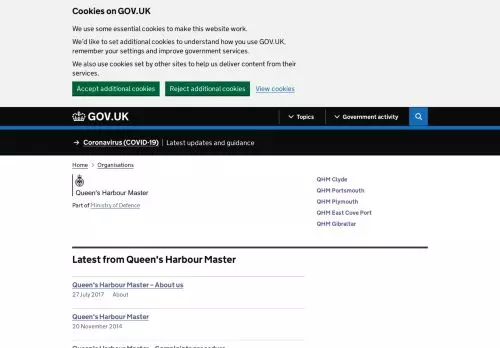 Cookies on GOV.UK
We use some essential cookies to make this website work.
We'd like to set additional cookies to understand how you use GOV.UK,
remember your settings and improve government services.
We also use cookies set by other sites to help us deliver content from their
services.
Accept additional cookies
Reject additional cookies
View cookies
GOV.UK
Topics
Government activity
→ Coronavirus (COVID-19) | Latest updates and guidance
Home > Organisations
Queen's Harbour Master
Part of Ministry of Defence
QHM Clyde
QHM Portsmouth
QHM Plymouth
QHM East Cove Port
QHM Gibraltar
Latest from Queen's Harbour Master
Queen's Harbour Master – About us
27 July 2017 About
Queen's Harbour Master
20 November 2014
Queen's Harbour Master – Complaints procedure